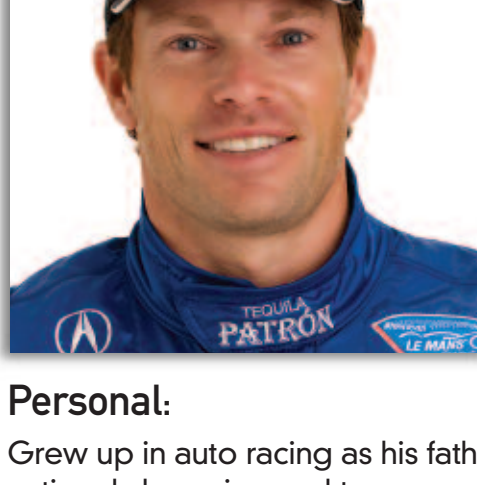 TEQUILA
PATRÓN
LE MANS
Personal:
Grew up in auto racing as his fath